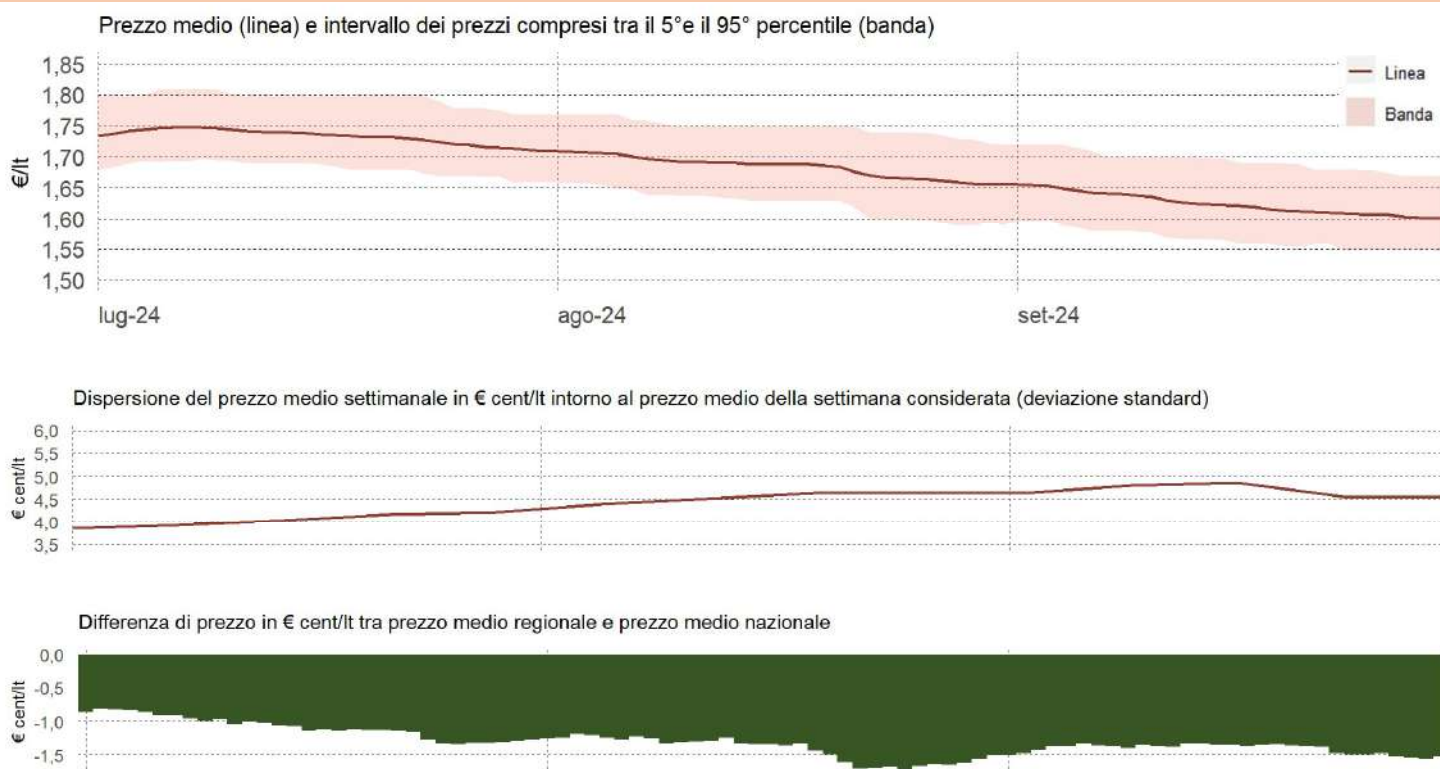 Prezzo medio (linea) e intervallo dei prezzi compresi tra il 5°e il 95° percentile (banda)
1,85
1,80
1,75
1,70
1,65
1,60
1,55
1,50
€/lt
Linea
Banda
lug-24 ago-24 set-24
Dispersione del prezzo medio settimanale in € cent/lt intorno al prezzo medio della settimana considerata (deviazione standard)
6,0
5,5
5,0
4,5
4,0
3,5
€ cent/lt
Differenza di prezzo in € cent/lt tra prezzo medio regionale e prezzo medio nazionale
0,0
-0,5
-1,0
-1,5
€ cent/lt